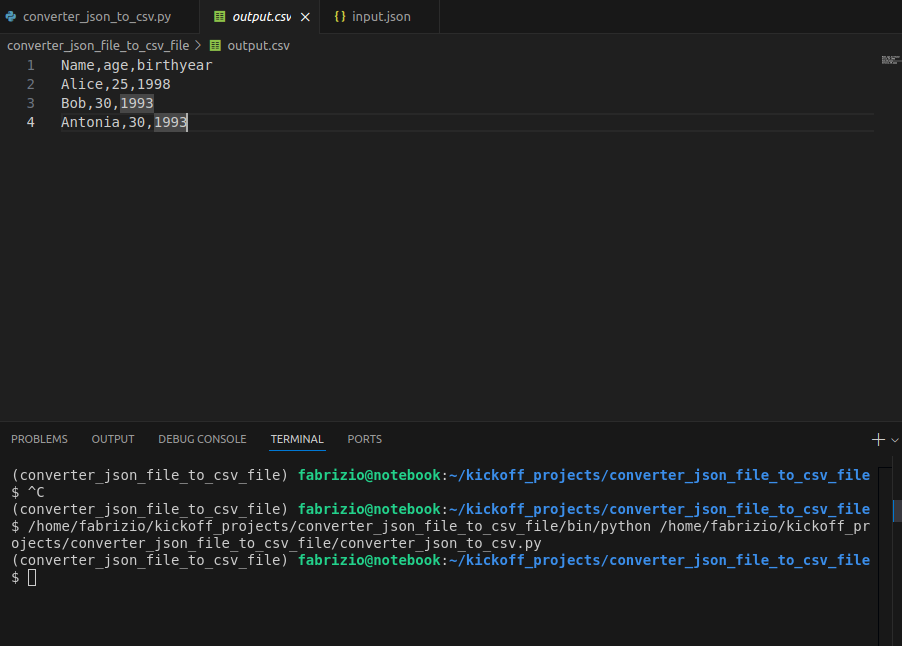 converter_json_to_csv.py output.csv input.json
converter_json_file_to_csv_file output.csv
1 Name,age,birthyear
2 Alice,25,1998
3 Bob,30,1993
4 Antonia,30,1993
PROBLEMS OUTPUT DEBUG CONSOLE TERMINAL PORTS
(converter_json_file_to_csv_file) fabrizio@notebook:~/kickoff_projects/converter_json_file_to_csv_file
$ ^C
(converter_json_file_to_csv_file) fabrizio@notebook:~/kickoff_projects/converter_json_file_to_csv_file
$ /home/fabrizio/kickoff_projects/converter_json_file_to_csv_file/bin/python /home/fabrizio/kickoff_pr
ojects/converter_json_file_to_csv_file/converter_json_to_csv.py
(converter_json_file_to_csv_file) fabrizio@notebook:~/kickoff_projects/converter_json_file_to_csv_file
$